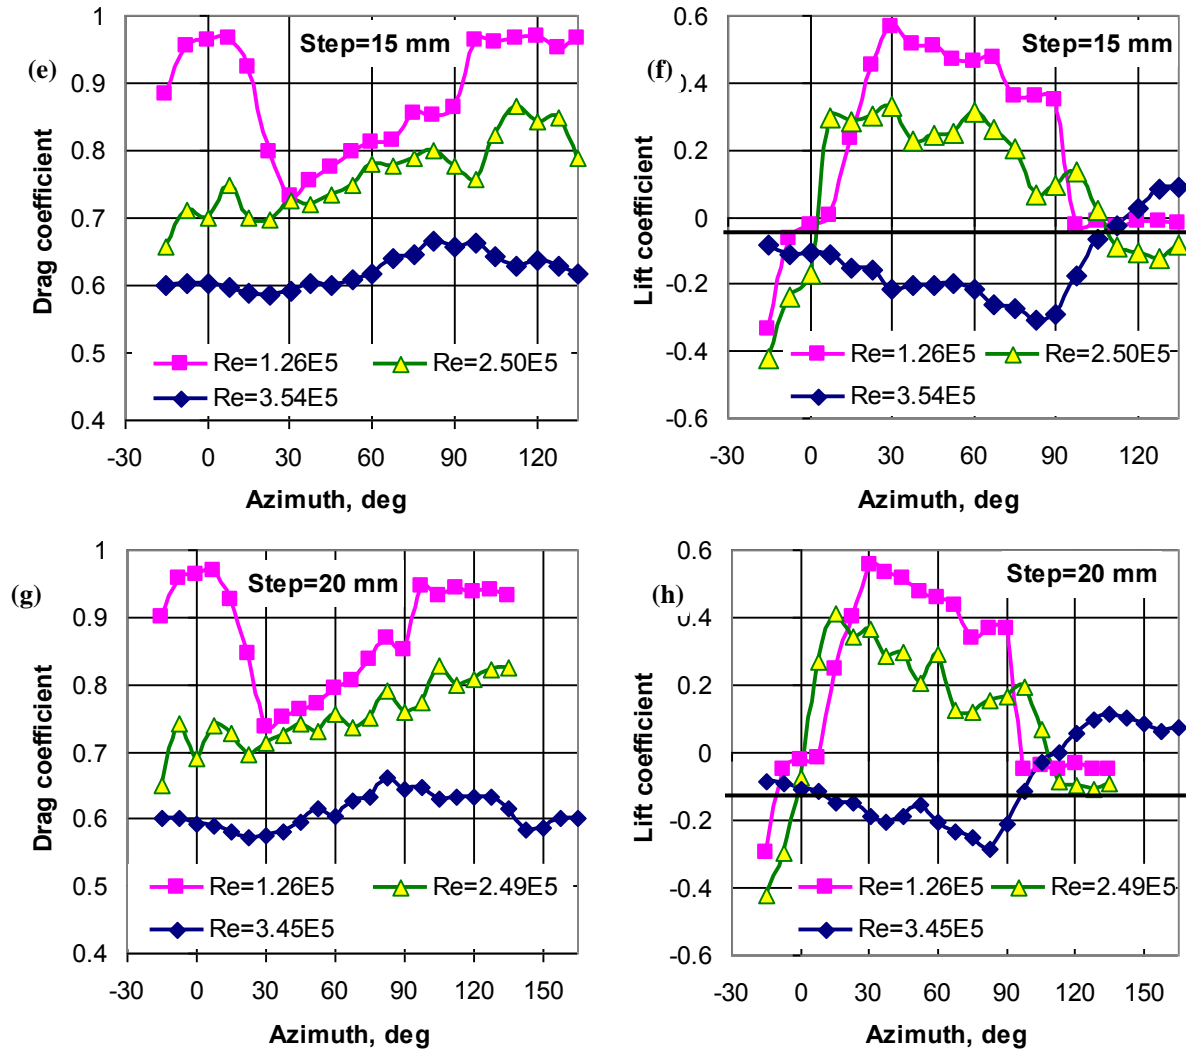 (e)
Step=15 mm
1
0.9
0.8
0.7
0.6
0.5
0.4
Drag coefficient
Re=1.26E5
Re=2.50E5
Re=3.54E5
-30 0 30 60 90 120
Azimuth, deg
(f)
Step=15 mm
0.6
0.4
0.2
0
-0.2
-0.4
-0.6
Lift coefficient
Re=1.26E5
Re=2.50E5
Re=3.54E5
-30 0 30 60 90 120
Azimuth, deg
(g)
Step=20 mm
1
0.9
0.8
0.7
0.6
0.5
0.4
Drag coefficient
Re=1.26E5
Re=2.49E5
Re=3.45E5
-30 0 30 60 90 120 150
Azimuth, deg
(h)
Step=20 mm
0.6
0.4
0.2
0
-0.2
-0.4
-0.6
Lift coefficient
Re=1.26E5
Re=2.49E5
Re=3.45E5
-30 0 30 60 90 120 150
Azimuth, deg